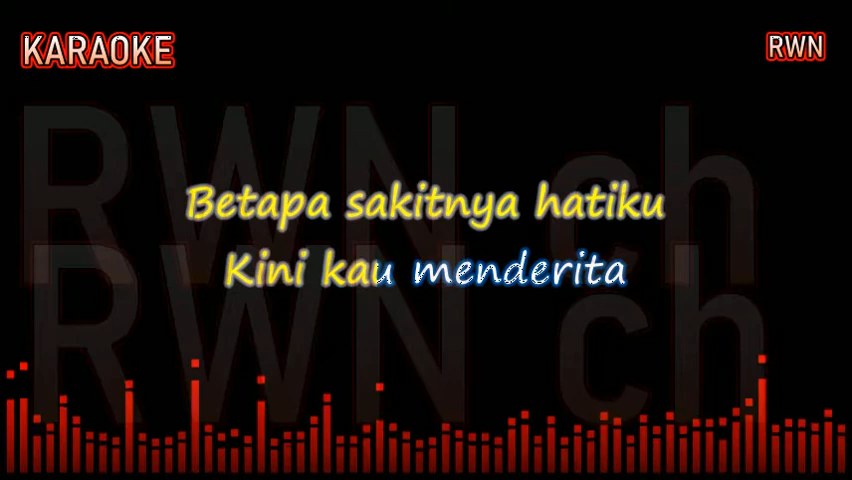 KARAOKE
RWN
RWN ch
Betapa sakitnya hatiku
Kini kau menderita
RWN ch